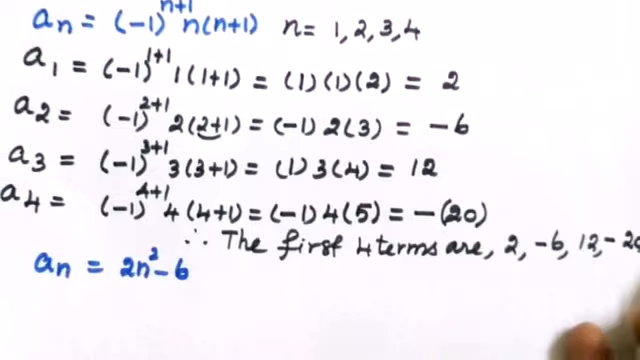 an = (-1)^n+1 n(n+1) n = 1, 2, 3, 4
a1 = (-1)^1+1 1(1+1) = (1)(1)(2) = 2
a2 = (-1)^2+1 2(2+1) = (-1) 2(3) = -6
a3 = (-1)^3+1 3(3+1) = (1) 3(4) = 12
a4 = (-1)^4+1 4(4+1) = (-1) 4(5) = -(20)
∴ The first 4 terms are, 2, -6, 12, -20
an = 2n² - 6